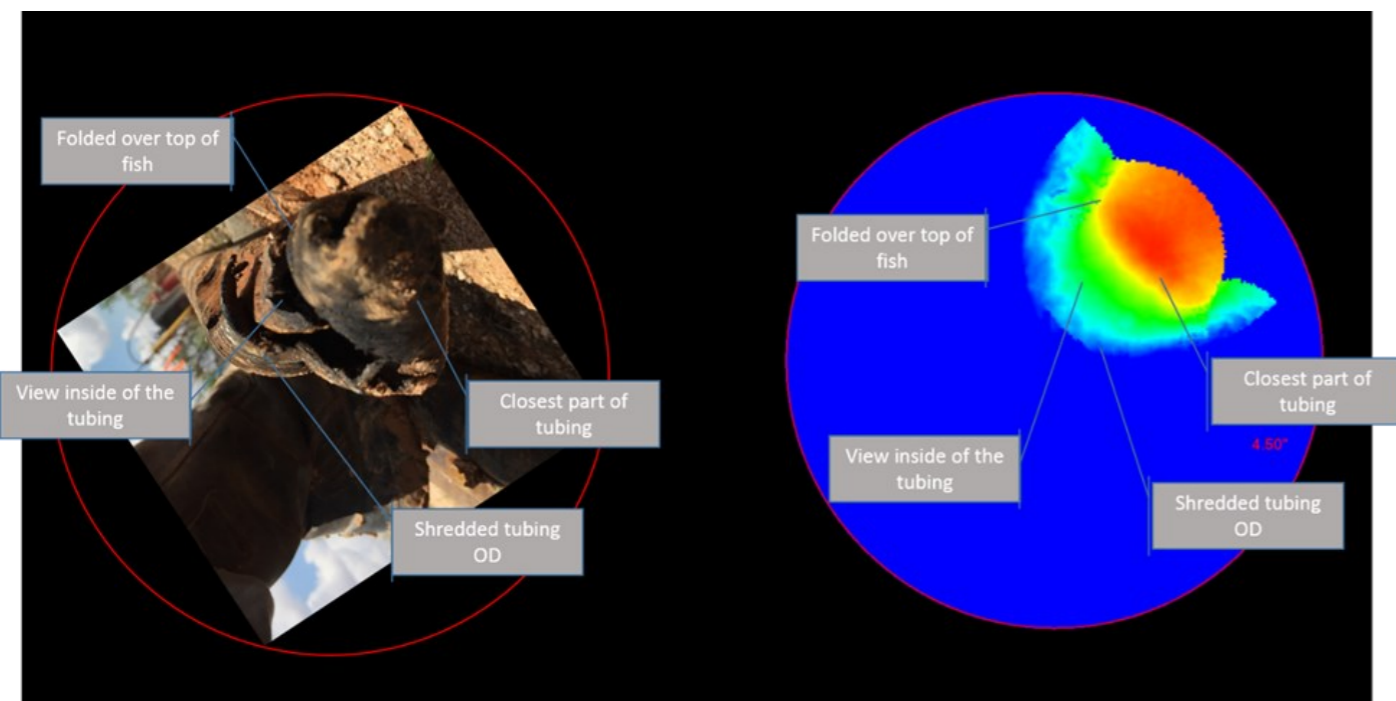 Folded over top of
fish
View inside of the
tubing
Closest part of
tubing
Shredded tubing
OD
Folded over top of
fish
Closest part of
tubing
4.50"
View inside of the
tubing
Shredded tubing
OD